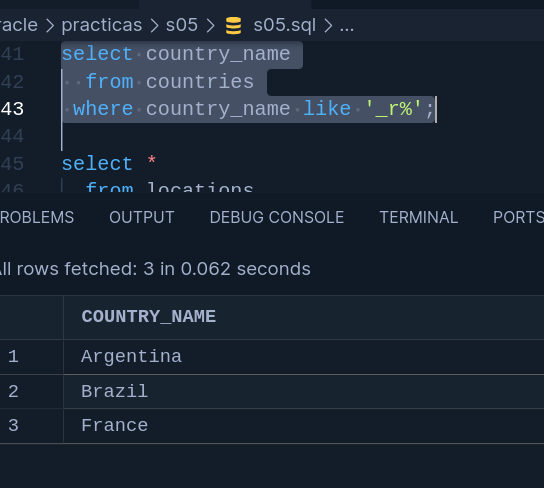 racle > practicas > s05 > s05.sql > ...
41 select country_name
42 from countries
43 where country_name like '_r%';
44
45 select *
46 from locations
ROBLEMS OUTPUT DEBUG CONSOLE TERMINAL PORTS
ll rows fetched: 3 in 0.062 seconds
COUNTRY_NAME
1 Argentina
2 Brazil
3 France